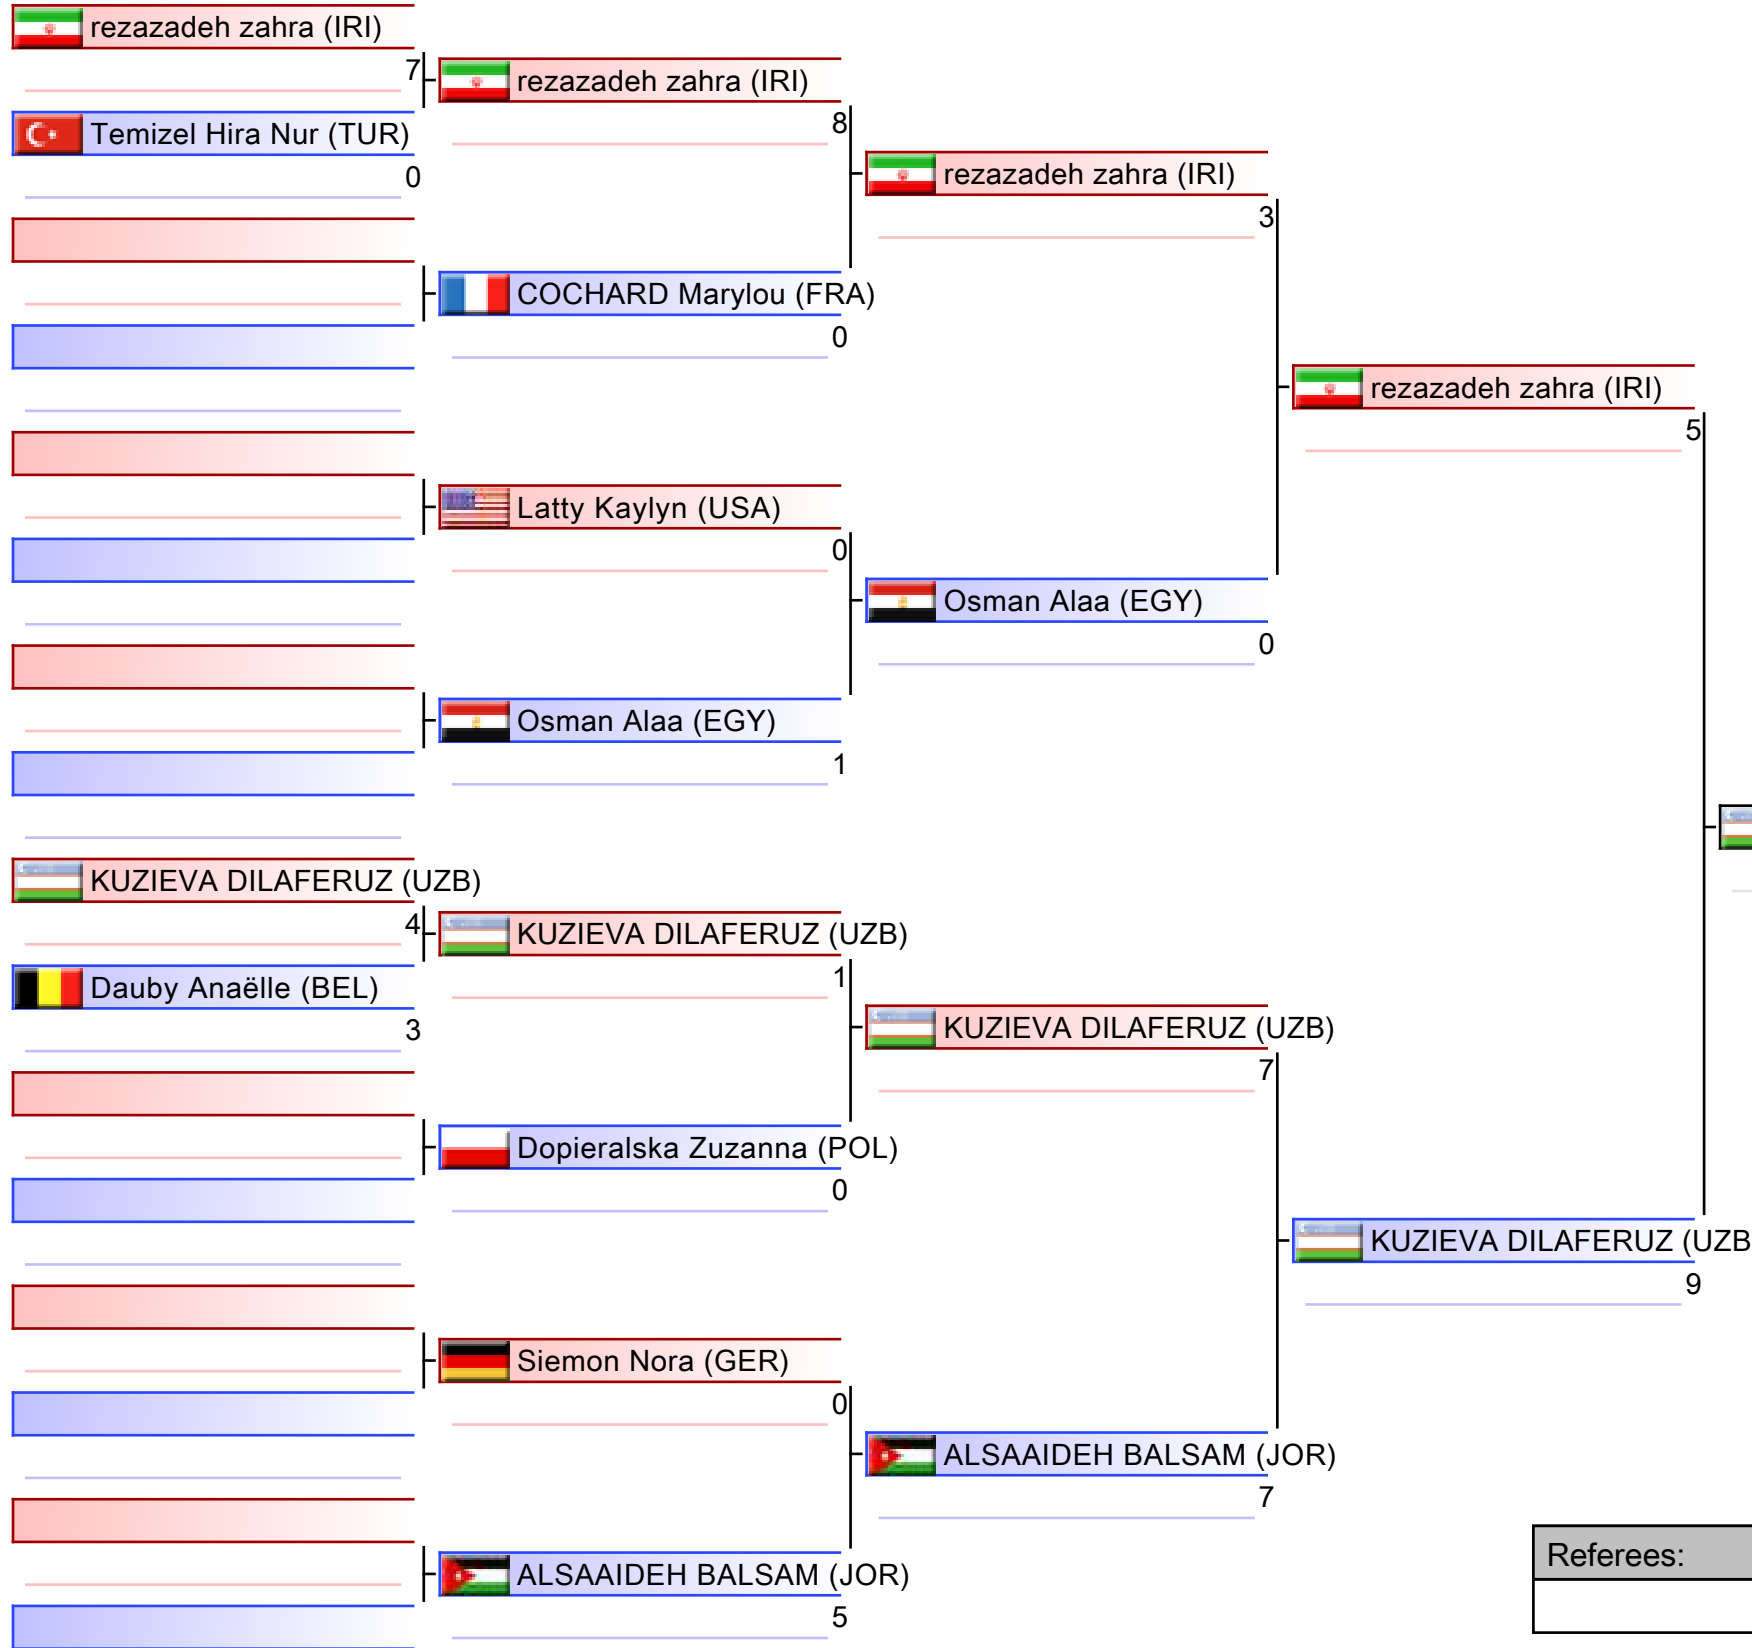 rezazadeh zahra (IRI)
7
rezazadeh zahra (IRI)
8
Temizel Hira Nur (TUR)
0
rezazadeh zahra (IRI)
3
COCHARD Marylou (FRA)
0
rezazadeh zahra (IRI)
5
Latty Kaylyn (USA)
0
Osman Alaa (EGY)
0
Osman Alaa (EGY)
1
KUZIEVA DILAFERUZ (UZB)
4
KUZIEVA DILAFERUZ (UZB)
1
Dauby Anaëlle (BEL)
3
KUZIEVA DILAFERUZ (UZB)
7
Dopieralska Zuzanna (POL)
0
KUZIEVA DILAFERUZ (UZB
9
Siemon Nora (GER)
0
ALSAAIDEH BALSAM (JOR)
7
ALSAAIDEH BALSAM (JOR)
5
Referees: